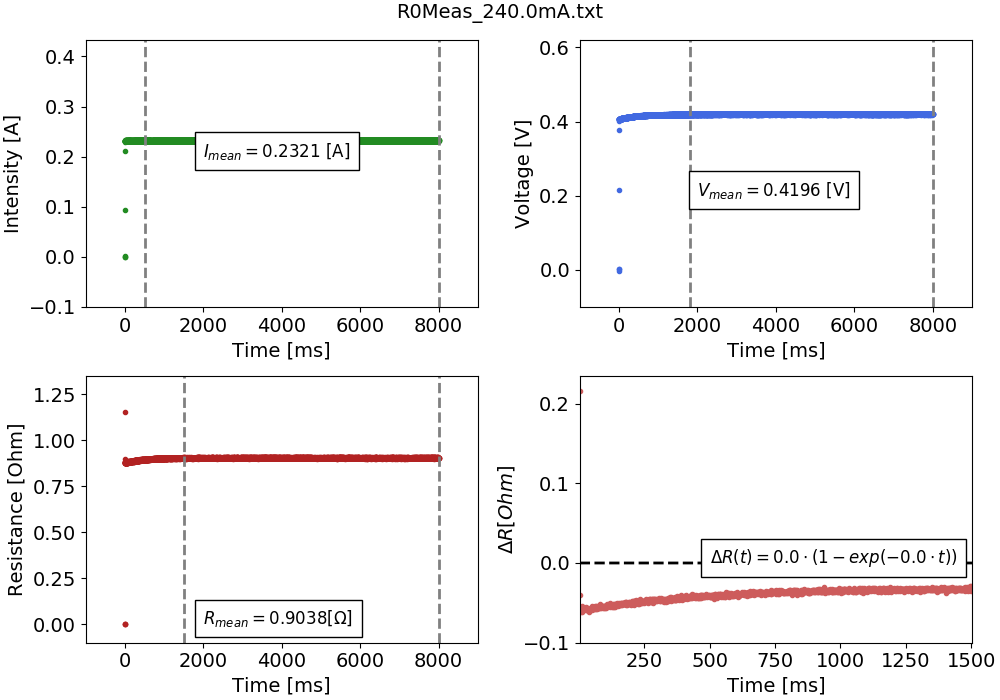 R0Meas_240.0mA.txt
Intensity [A]
0.4
0.3
0.2
0.1
0.0
−0.1
I_mean = 0.2321 [A]
0 2000 4000 6000 8000
Time [ms]
Voltage [V]
0.6
0.4
0.2
0.0
V_mean = 0.4196 [V]
0 2000 4000 6000 8000
Time [ms]
Resistance [Ohm]
1.25
1.00
0.75
0.50
0.25
0.00
R_mean = 0.9038[Ω]
0 2000 4000 6000 8000
Time [ms]
ΔR[Ohm]
0.2
0.1
0.0
−0.1
ΔR(t) = 0.0 · (1 − exp(−0.0 · t))
250 500 750 1000 1250 1500
Time [ms]